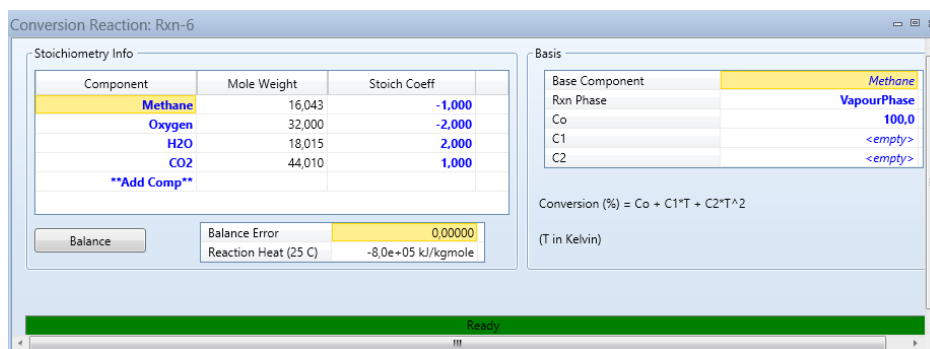 Conversion Reaction: Rxn-6
Stoichiometry Info
Component Mole Weight Stoich Coeff
Methane 16,043 -1,000
Oxygen 32,000 -2,000
H2O 18,015 2,000
CO2 44,010 1,000
**Add Comp**
Balance
Balance Error 0,00000
Reaction Heat (25 C) -8,0e+05 kJ/kgmole
Basis
Base Component Methane
Rxn Phase VapourPhase
Co 100,0
C1 <empty>
C2 <empty>
Conversion (%) = Co + C1*T + C2*T^2
(T in Kelvin)
Ready